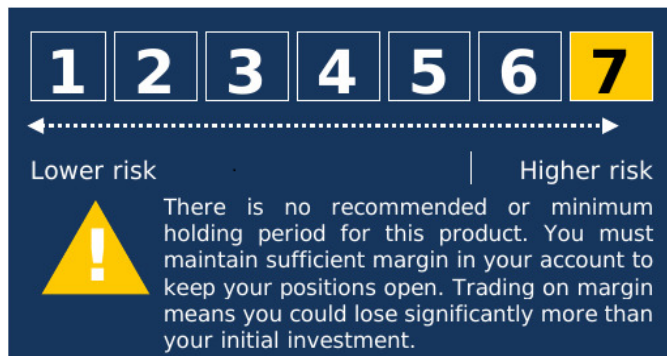 1 2 3 4 5 6 7
Lower risk Higher risk
!
There is no recommended or minimum
holding period for this product. You must
maintain sufficient margin in your account to
keep your positions open. Trading on margin
means you could lose significantly more than
your initial investment.